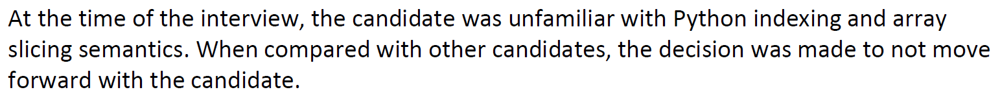 At the time of the interview, the candidate was unfamiliar with Python indexing and array
slicing semantics. When compared with other candidates, the decision was made to not move
forward with the candidate.